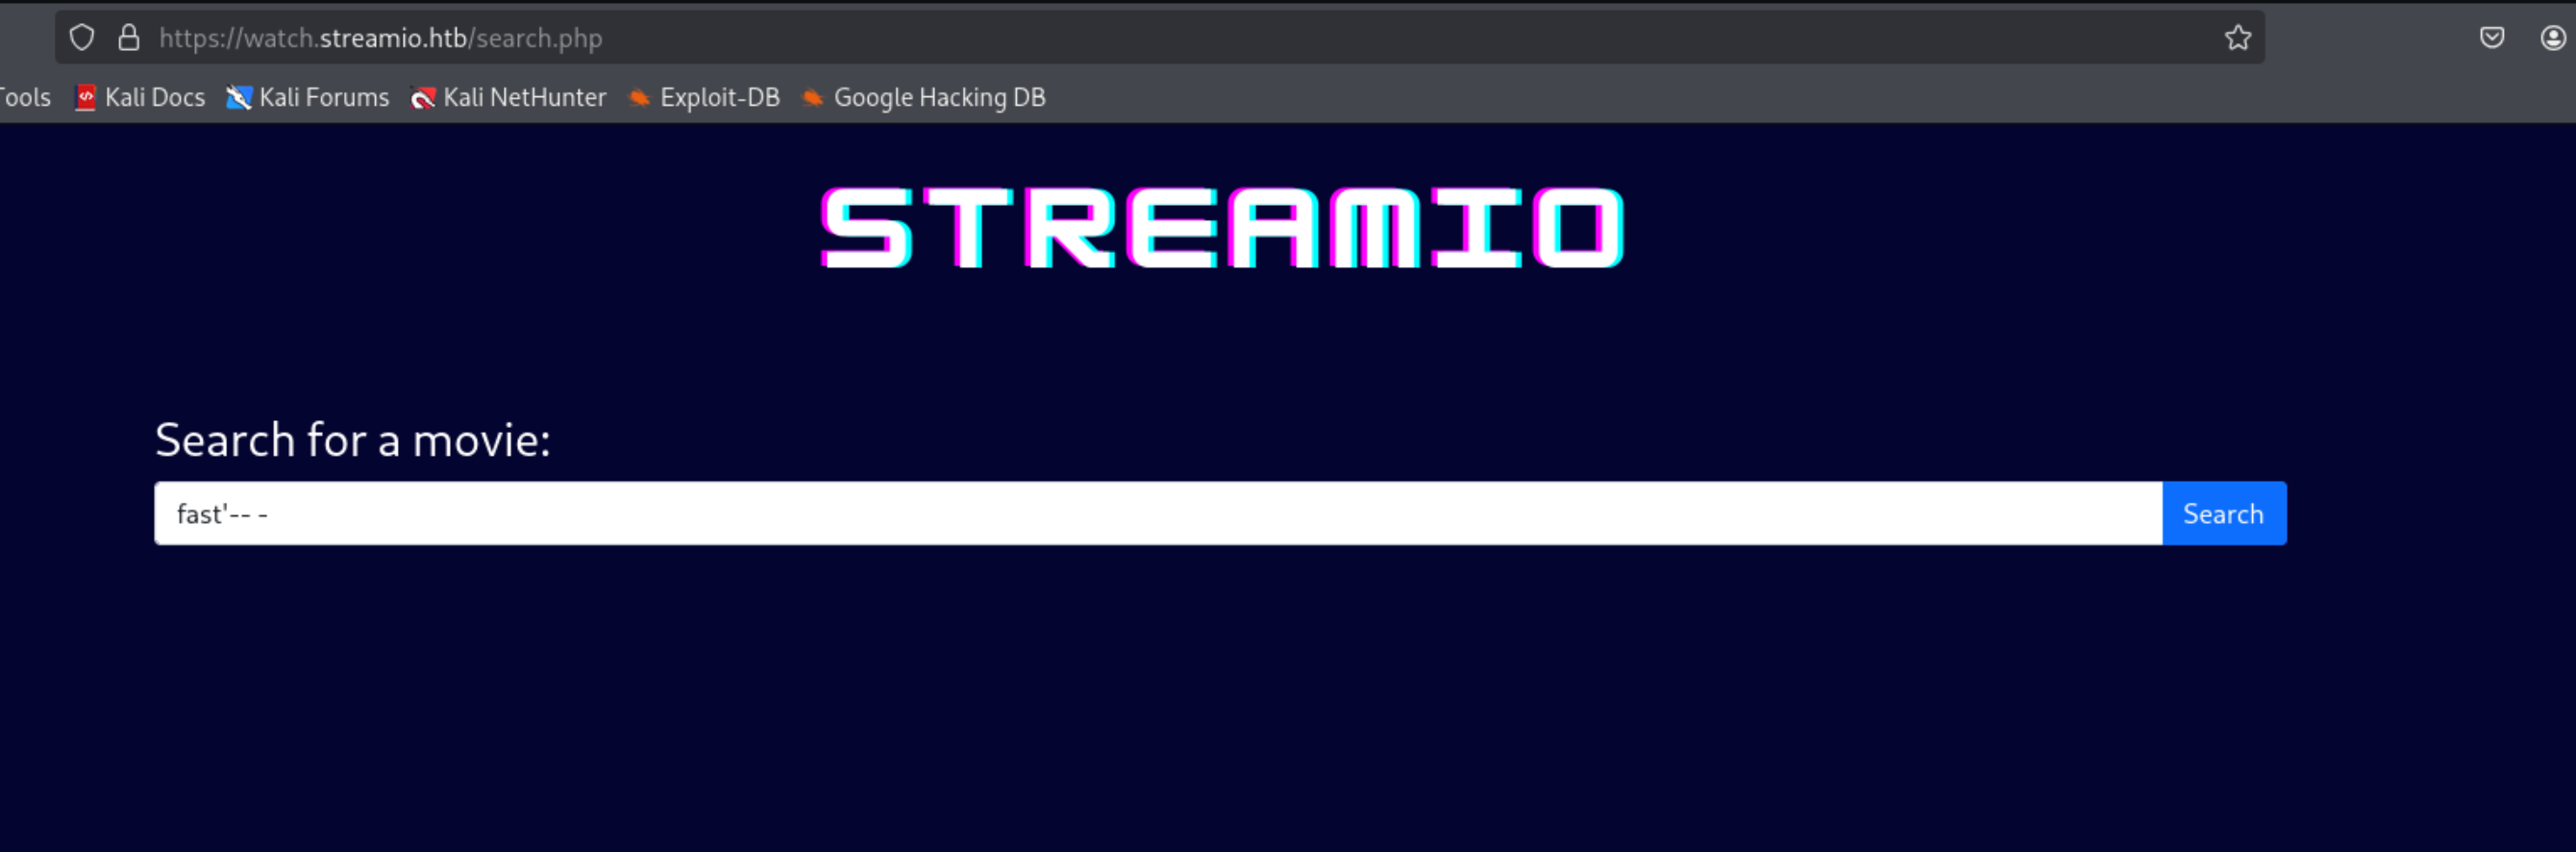 https://watch.streamio.htb/search.php
Tools Kali Docs Kali Forums Kali NetHunter Exploit-DB Google Hacking DB
STREAMIO
Search for a movie:
fast'-- - Search